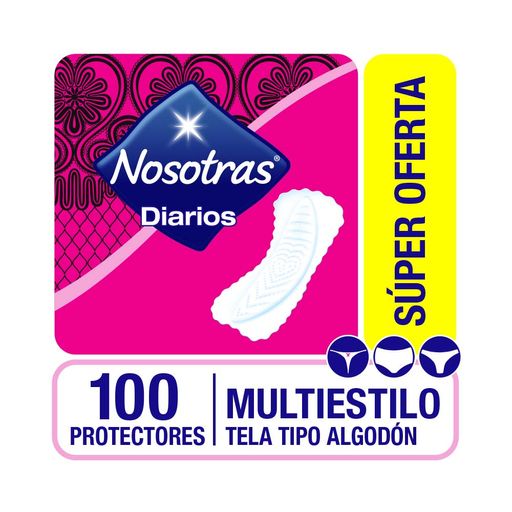 Nosotras®
Diarios
SÚPER OFERTA
100
PROTECTORES
MULTIESTILO
TELA TIPO ALGODÓN